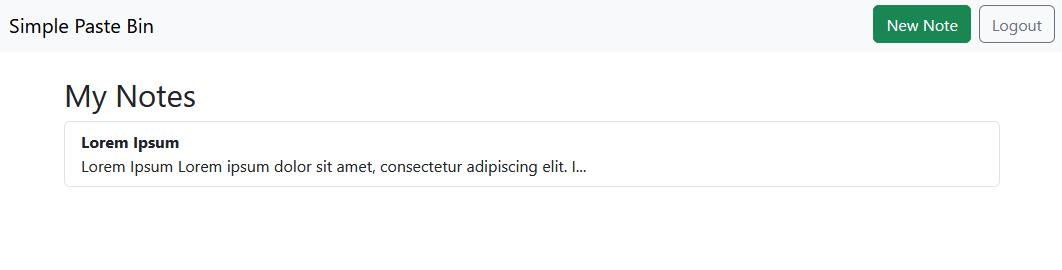 Simple Paste Bin
New Note
Logout
My Notes
Lorem Ipsum
Lorem Ipsum Lorem ipsum dolor sit amet, consectetur adipiscing elit. I...